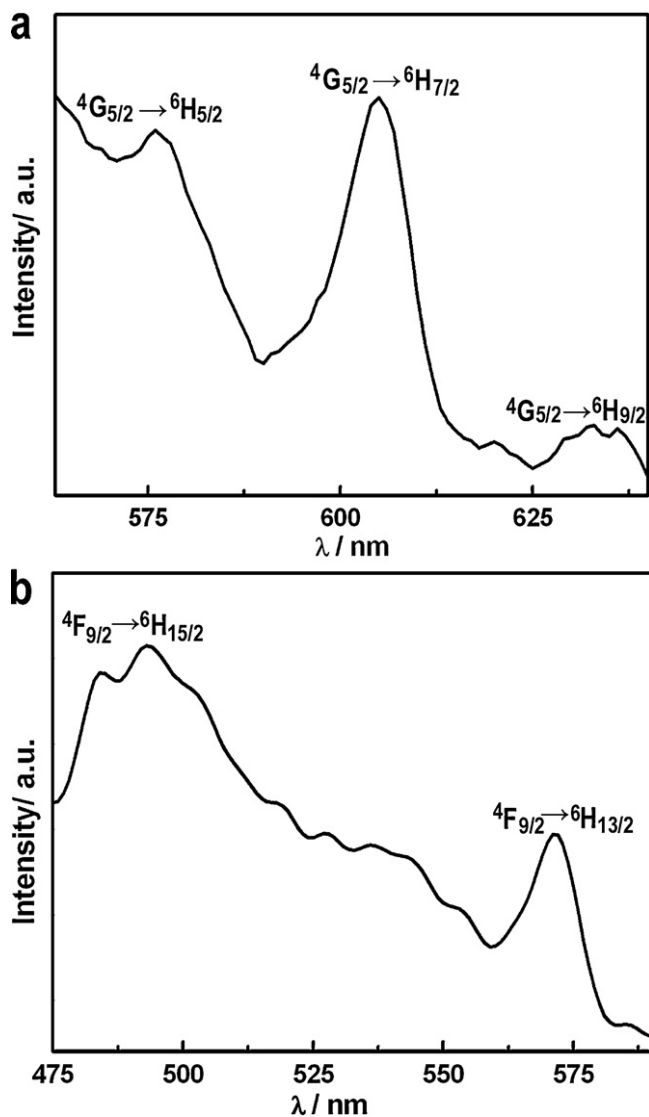 a
⁴G₅/₂→⁶H₇/₂
⁴G₅/₂→⁶H₅/₂
⁴G₅/₂→⁶H₉/₂
Intensity/ a.u.
575 600 625
λ / nm
b
⁴F₉/₂→⁶H₁₅/₂
⁴F₉/₂→⁶H₁₃/₂
Intensity/ a.u.
475 500 525 550 575
λ / nm